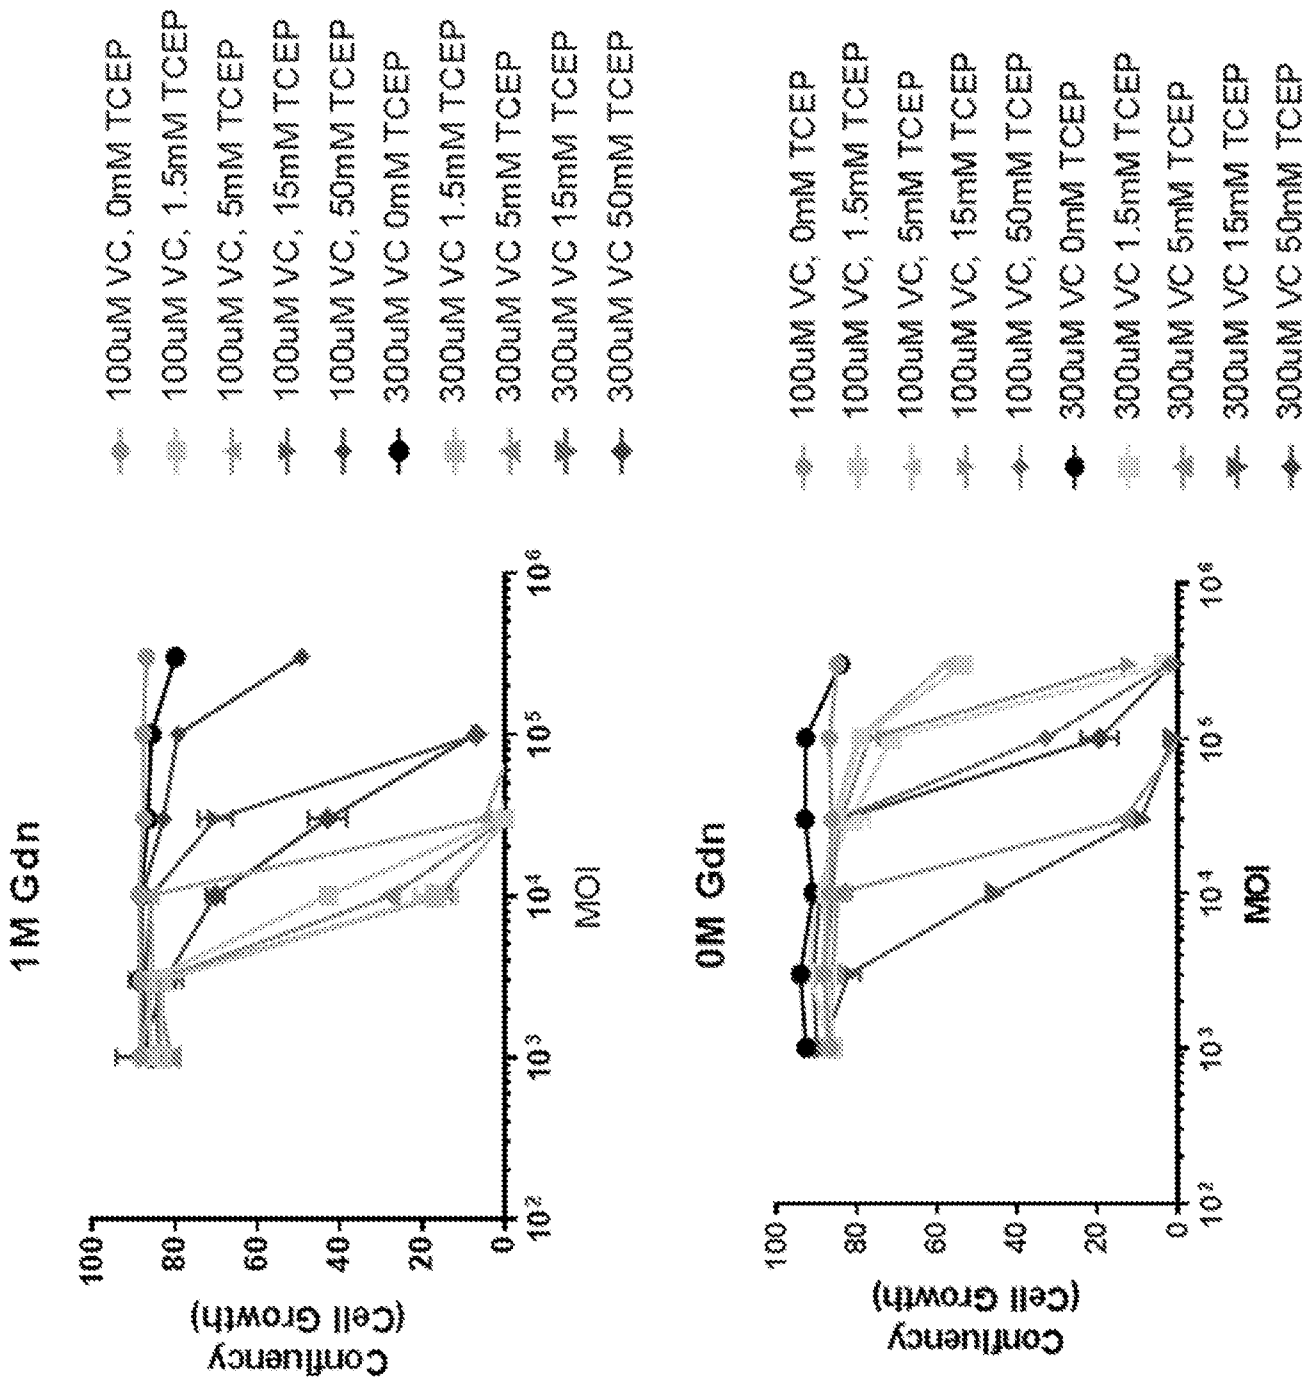 1M Gdn
Confluency
(Cell Growth)
100
80
60
40
20
0
10²
10³
10⁴
10⁵
10⁶
MOI
100uM VC, 0mM TCEP
100uM VC, 1.5mM TCEP
100uM VC, 5mM TCEP
100uM VC, 15mM TCEP
100uM VC, 50mM TCEP
300uM VC 0mM TCEP
300uM VC 1.5mM TCEP
300uM VC 5mM TCEP
300uM VC 15mM TCEP
300uM VC 50mM TCEP
0M Gdn
Confluency
(Cell Growth)
100
80
60
40
20
0
10²
10³
10⁴
10⁵
10⁶
MOI
100uM VC, 0mM TCEP
100uM VC, 1.5mM TCEP
100uM VC, 5mM TCEP
100uM VC, 15mM TCEP
100uM VC, 50mM TCEP
300uM VC 0mM TCEP
300uM VC 1.5mM TCEP
300uM VC 5mM TCEP
300uM VC 15mM TCEP
300uM VC 50mM TCEP